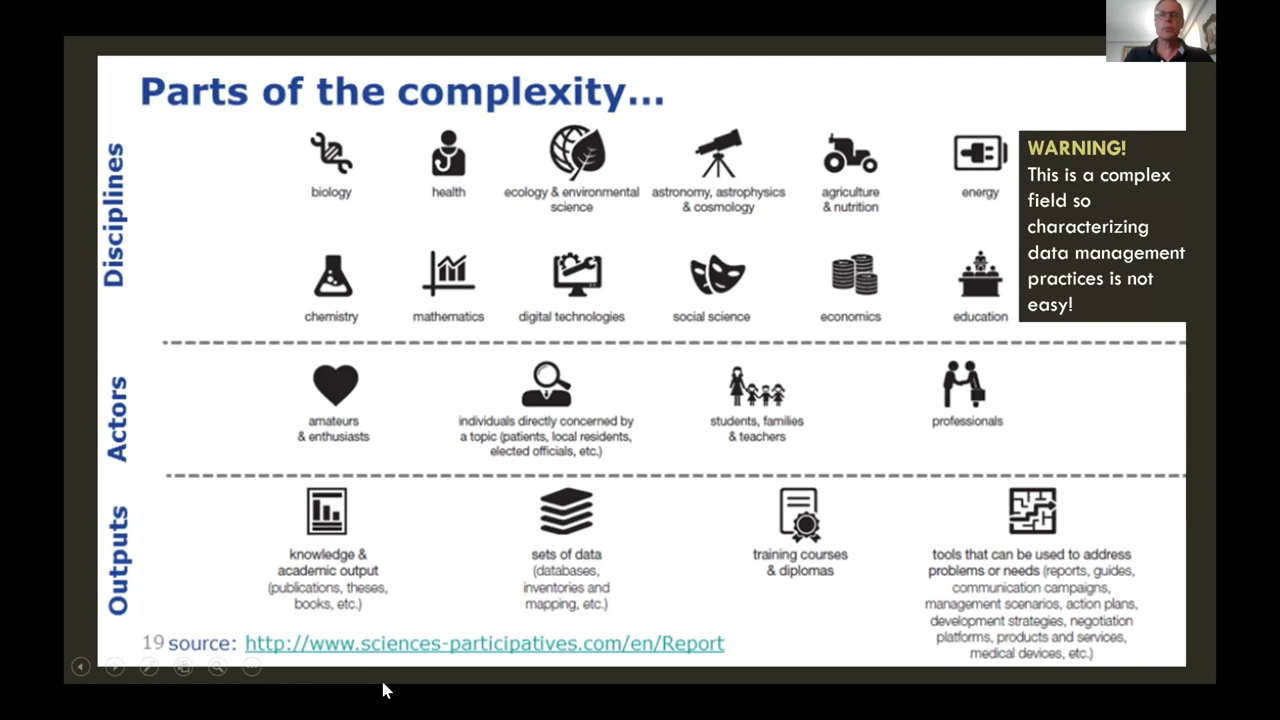 Parts of the complexity...
Disciplines
biology
health
ecology & environmental
science
astronomy, astrophysics
& cosmology
agriculture
& nutrition
energy
WARNING!
This is a complex
field so
characterizing
data management
practices is not
easy!
chemistry
mathematics
digital technologies
social science
economics
education
Actors
amateurs
& enthusiasts
individuals directly concerned by
a topic (patients, local residents,
elected officials, etc.)
students, families
& teachers
professionals
Outputs
knowledge &
academic output
(publications, theses,
books, etc.)
sets of data
(databases,
inventories and
mapping, etc.)
training courses
& diplomas
tools that can be used to address
problems or needs (reports, guides,
communication campaigns,
management scenarios, action plans,
development strategies, negotiation
platforms, products and services,
medical devices, etc.)
19 source: http://www.sciences-participatives.com/en/Report